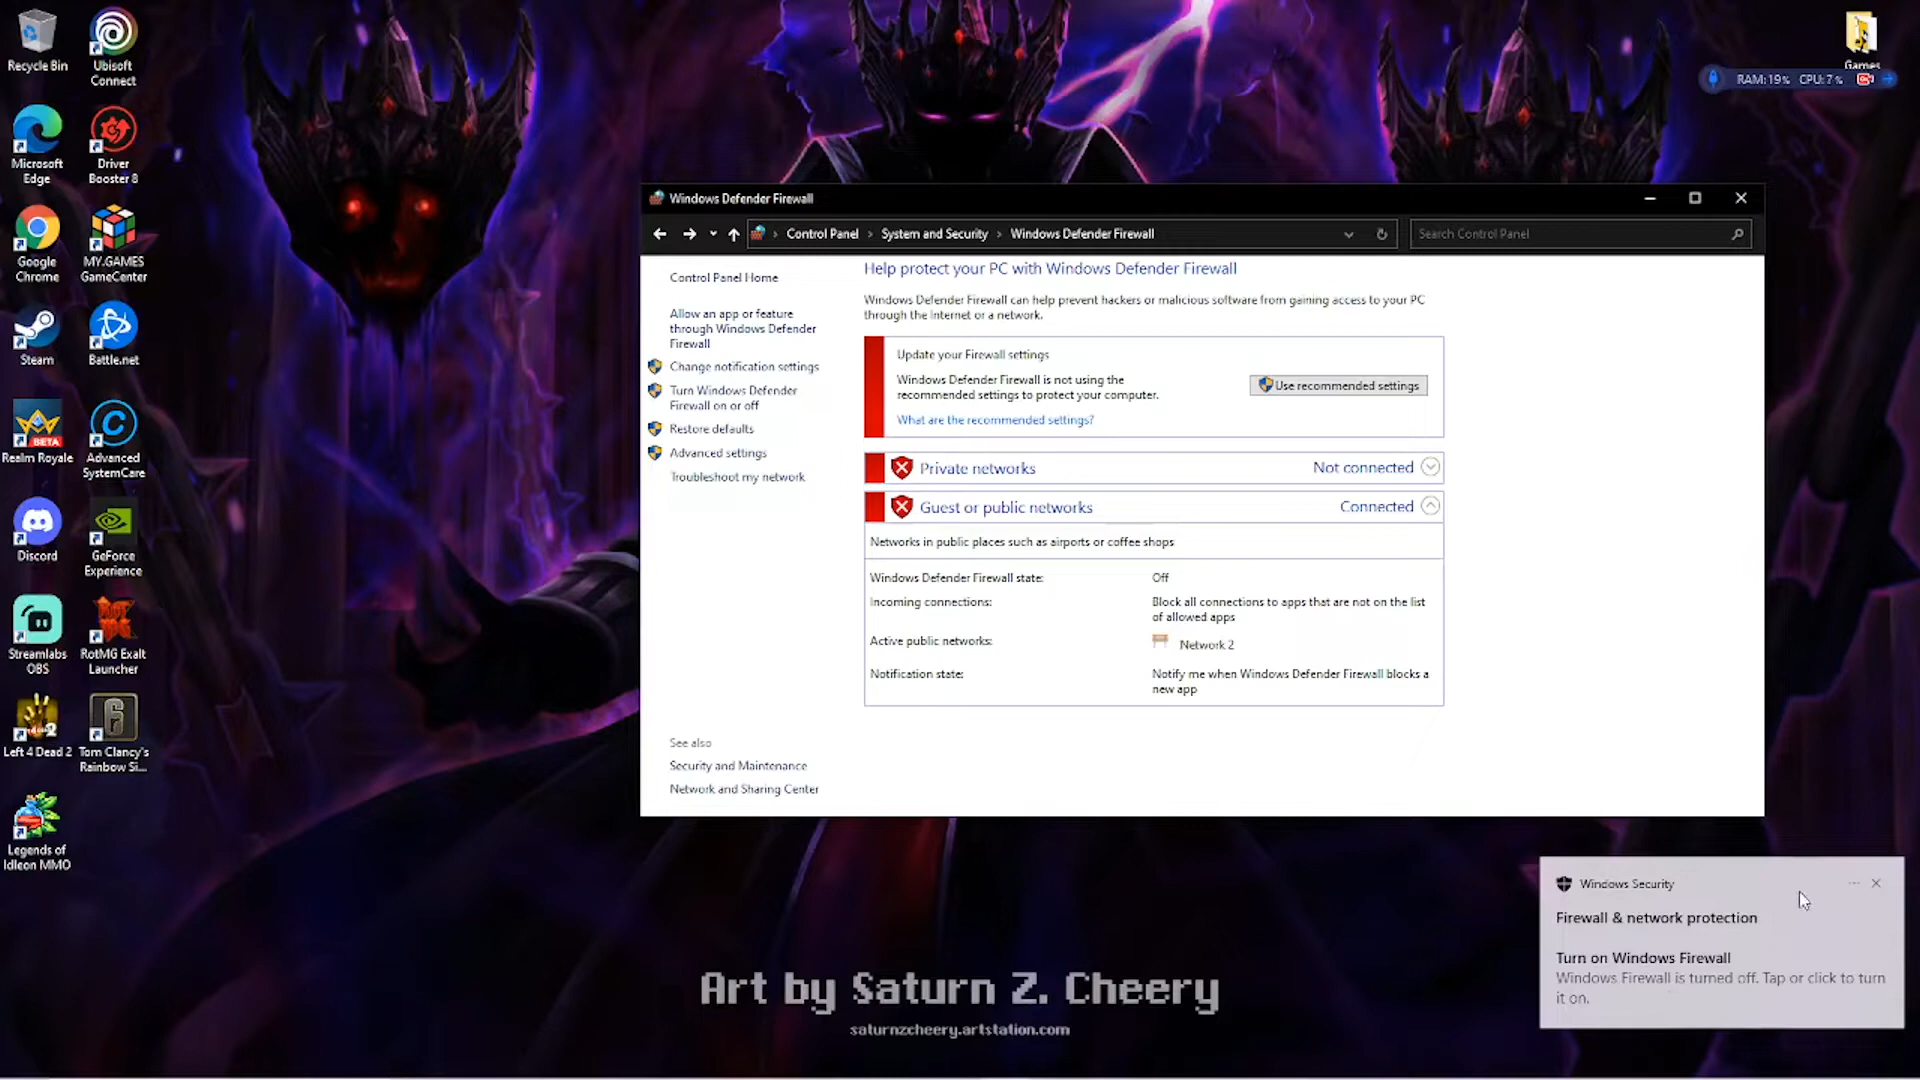 Recycle Bin
Ubisoft
Connect
Microsoft
Edge
Driver
Booster 8
Google
Chrome
MY.GAMES
GameCenter
Steam
Battle.net
BETA
Realm Royale
Advanced
SystemCare
Discord
GeForce
Experience
Streamlabs
OBS
RotMG Exalt
Launcher
Left 4 Dead 2
Tom Clancy's
Rainbow Si...
Legends of
Idleon MMO
Games
RAM: 19% CPU: 7%
Windows Defender Firewall
Control Panel > System and Security > Windows Defender Firewall
Search Control Panel
Control Panel Home
Allow an app or feature
through Windows Defender
Firewall
Change notification settings
Turn Windows Defender
Firewall on or off
Restore defaults
Advanced settings
Troubleshoot my network
See also
Security and Maintenance
Network and Sharing Center
Help protect your PC with Windows Defender Firewall
Windows Defender Firewall can help prevent hackers or malicious software from gaining access to your PC
through the Internet or a network.
Update your Firewall settings
Windows Defender Firewall is not using the
recommended settings to protect your computer.
Use recommended settings
What are the recommended settings?
Private networks Not connected
Guest or public networks Connected
Networks in public places such as airports or coffee shops
Windows Defender Firewall state: Off
Incoming connections: Block all connections to apps that are not on the list
of allowed apps
Active public networks: Network 2
Notification state: Notify me when Windows Defender Firewall blocks a
new app
Windows Security
Firewall & network protection
Turn on Windows Firewall
Windows Firewall is turned off. Tap or click to turn
it on.
Art by Saturn Z. Cheery
saturnzcheery.artstation.com